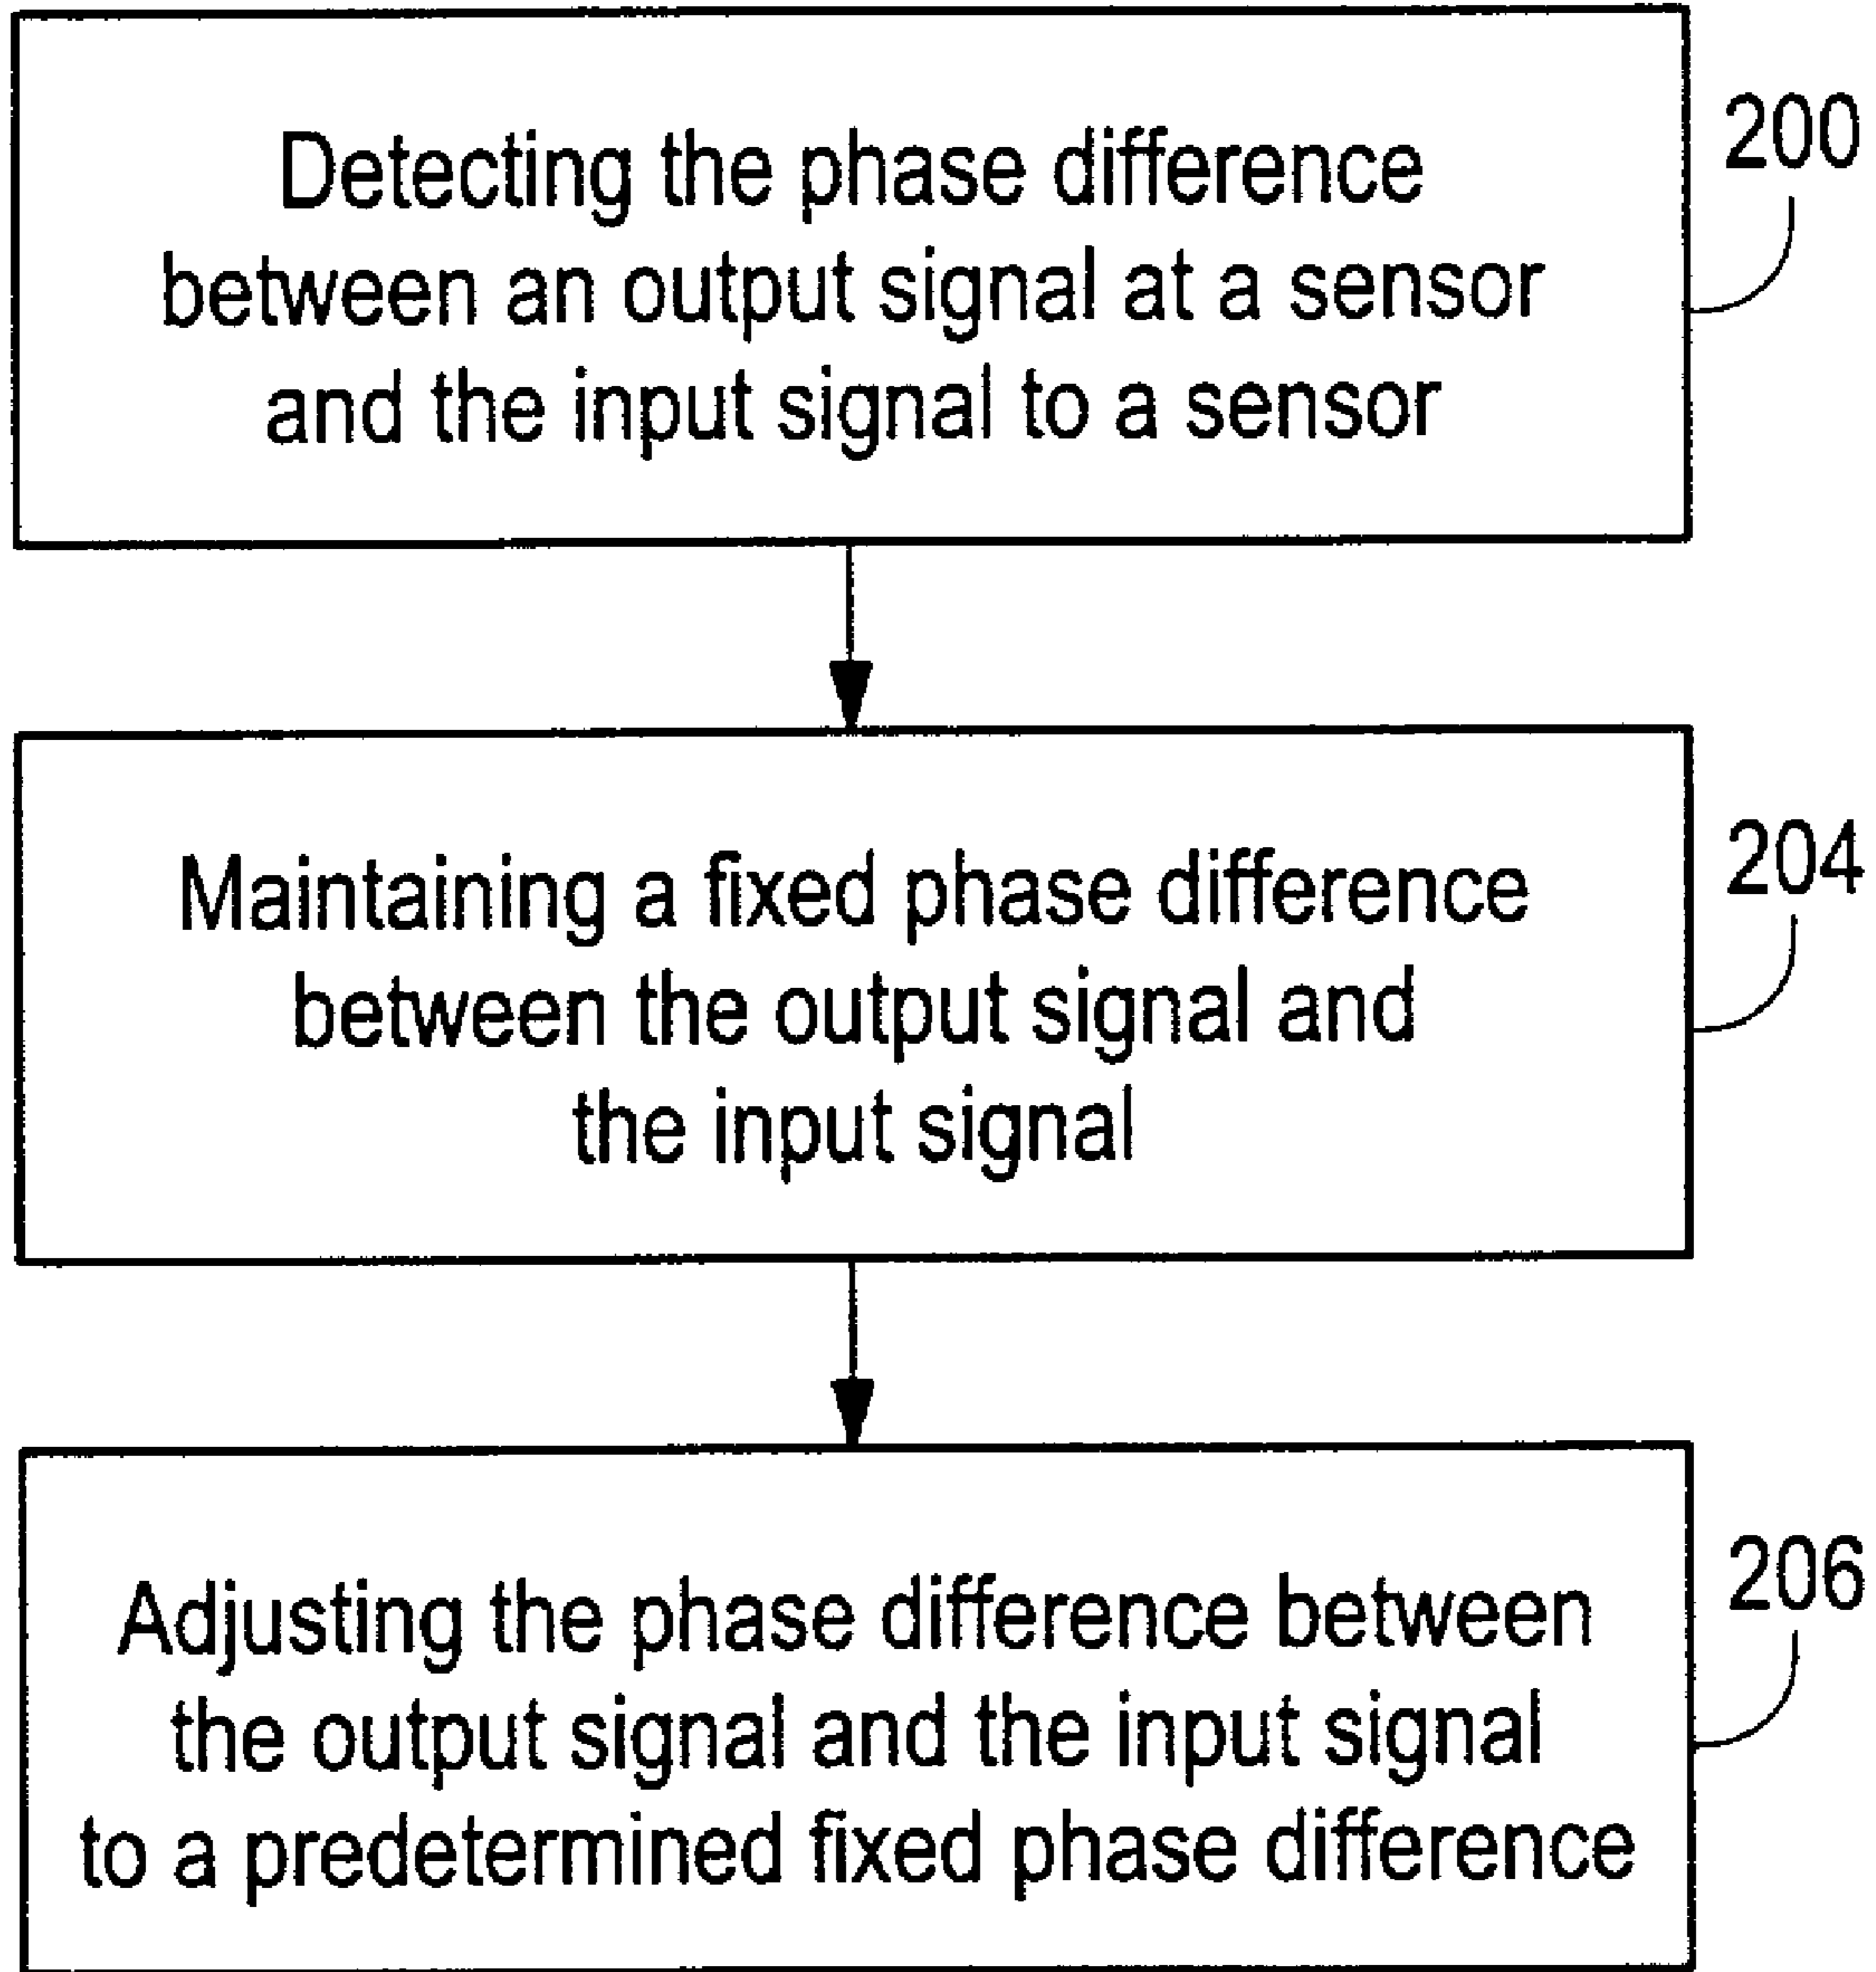 Detecting the phase difference
between an output signal at a sensor
and the input signal to a sensor
200
Maintaining a fixed phase difference
between the output signal and
the input signal
204
Adjusting the phase difference between
the output signal and the input signal
to a predetermined fixed phase difference
206